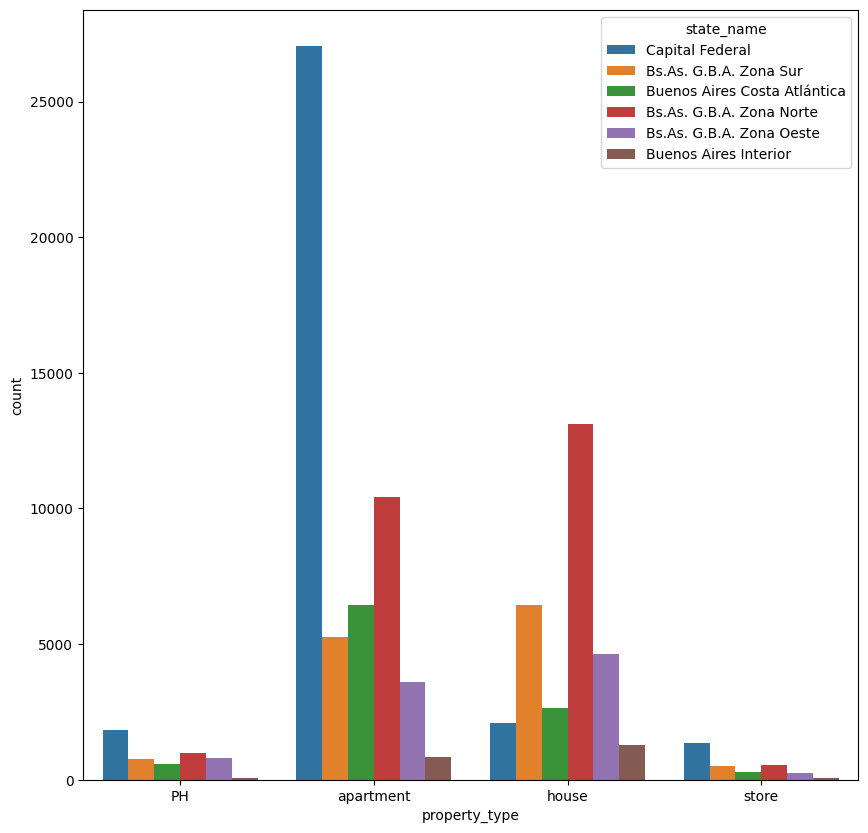 state_name
Capital Federal
Bs.As. G.B.A. Zona Sur
Buenos Aires Costa Atlántica
Bs.As. G.B.A. Zona Norte
Bs.As. G.B.A. Zona Oeste
Buenos Aires Interior
25000
20000
15000
10000
5000
0
count
PH apartment house store
property_type